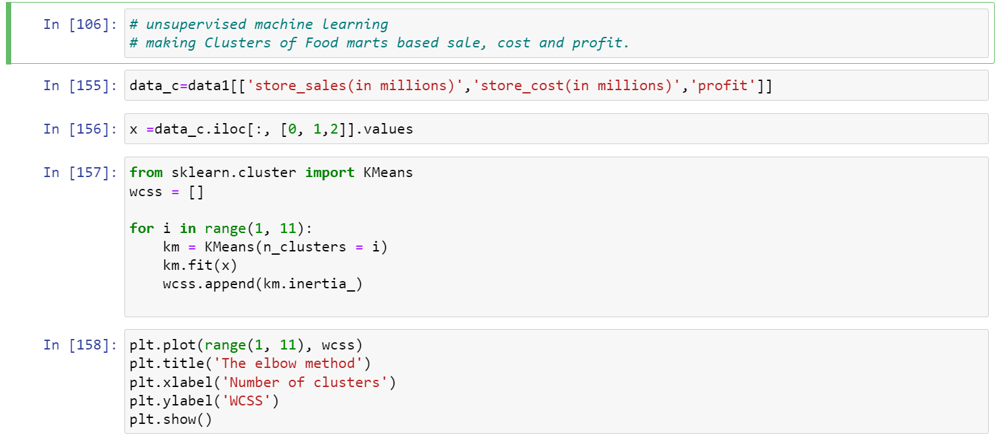 In [106]: # unsupervised machine learning
# making Clusters of Food marts based sale, cost and profit.
In [155]: data_c=data1[['store_sales(in millions)','store_cost(in millions)','profit']]
In [156]: x =data_c.iloc[:, [0, 1,2]].values
In [157]: from sklearn.cluster import KMeans
wcss = []
for i in range(1, 11):
    km = KMeans(n_clusters = i)
    km.fit(x)
    wcss.append(km.inertia_)
In [158]: plt.plot(range(1, 11), wcss)
plt.title('The elbow method')
plt.xlabel('Number of clusters')
plt.ylabel('WCSS')
plt.show()